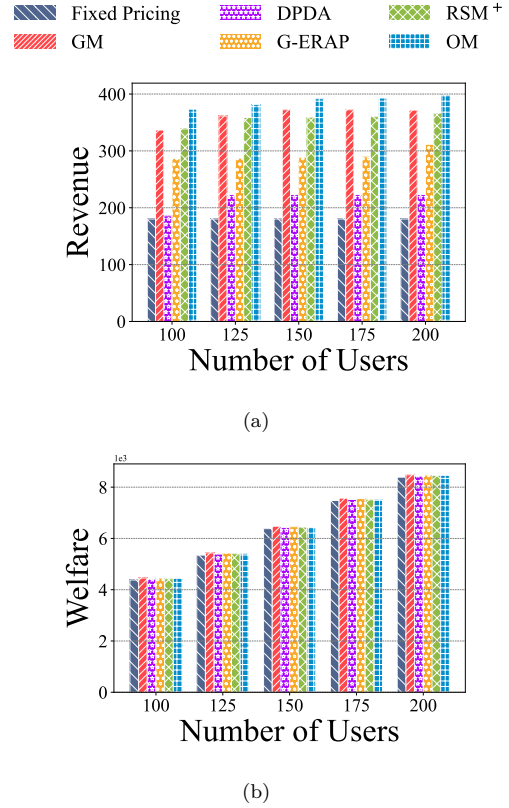 Fixed Pricing DPDA RSM+
GM G-ERAP OM
400
300
200
100
0
Revenue
100 125 150 175 200
Number of Users
(a)
1e3
8
6
4
2
0
Welfare
100 125 150 175 200
Number of Users
(b)